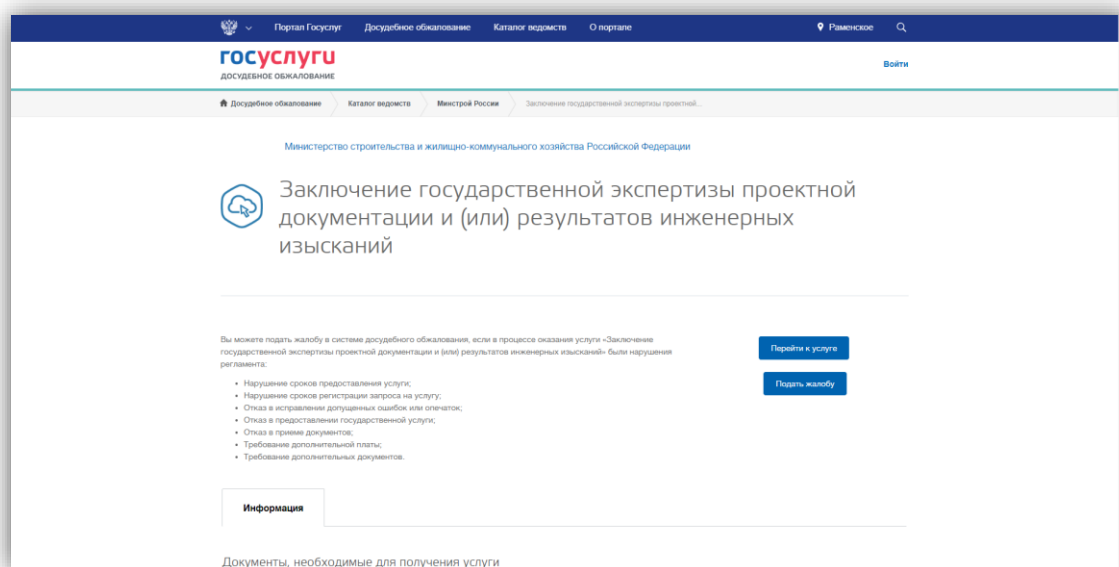 Портал Госуслуг Досудебное обжалование Каталог ведомств О портале Раменское
госуслуги
ДОСУДЕБНОЕ ОБЖАЛОВАНИЕ
Войти
Досудебное обжалование Каталог ведомств Минстрой России Заключение государственной экспертизы проектной...
Министерство строительства и жилищно-коммунального хозяйства Российской Федерации
Заключение государственной экспертизы проектной
документации и (или) результатов инженерных
изысканий
Вы можете подать жалобу в системе досудебного обжалования, если в процессе оказания услуги «Заключение
государственной экспертизы проектной документации и (или) результатов инженерных изысканий» были нарушения
регламента:
• Нарушение сроков предоставления услуги;
• Нарушение сроков регистрации запроса на услугу;
• Отказ в исправлении допущенных ошибок или опечаток;
• Отказ в предоставлении государственной услуги;
• Отказ в приеме документов;
• Требование дополнительной платы;
• Требование дополнительных документов.
Перейти к услуге
Подать жалобу
Информация
Документы, необходимые для получения услуги